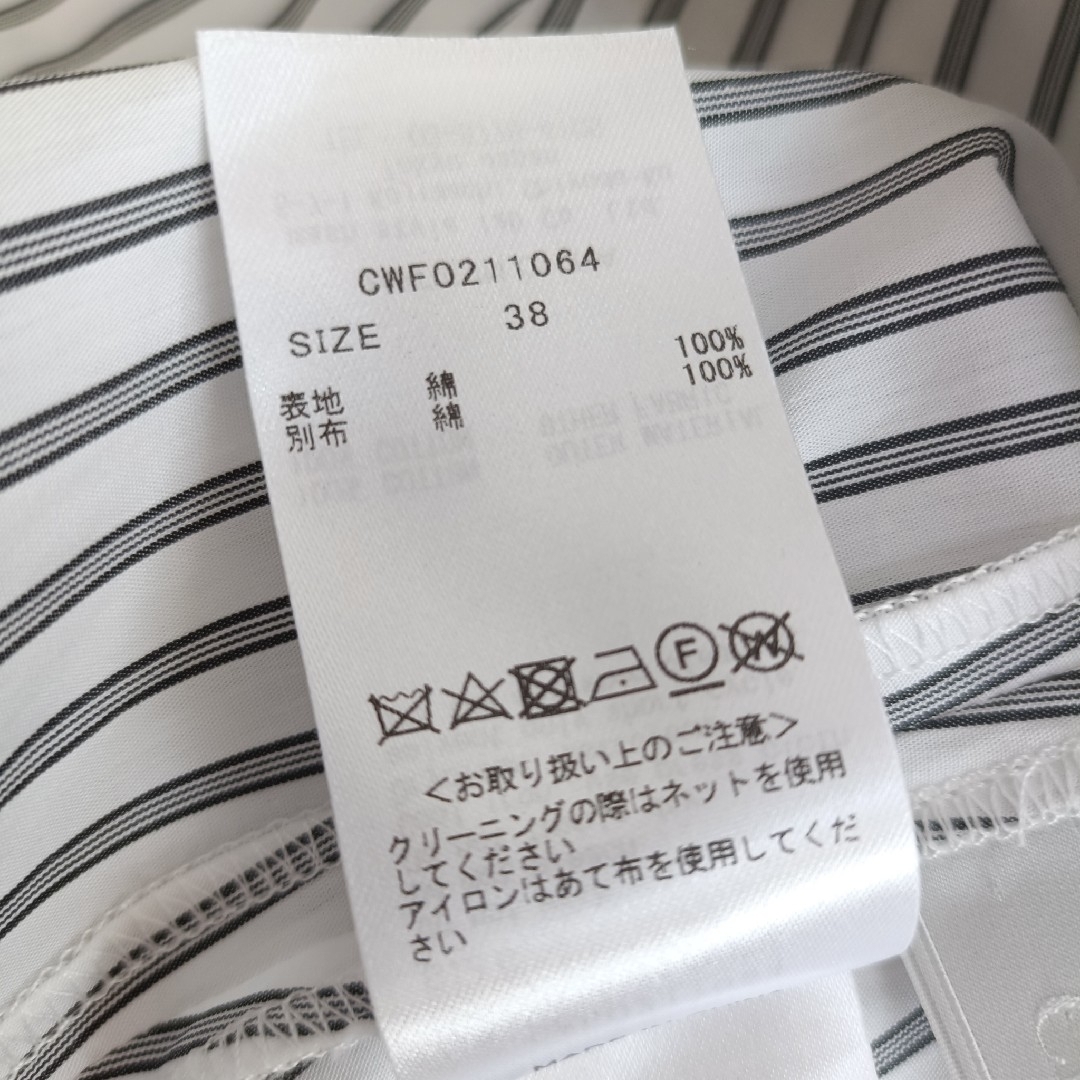 CWFO211064
SIZE 38
表地 綿 100%
別布 綿 100%
F W
＜お取り扱い上のご注意＞
クリーニングの際はネットを使用
してください
アイロンはあて布を使用してくだ
さい